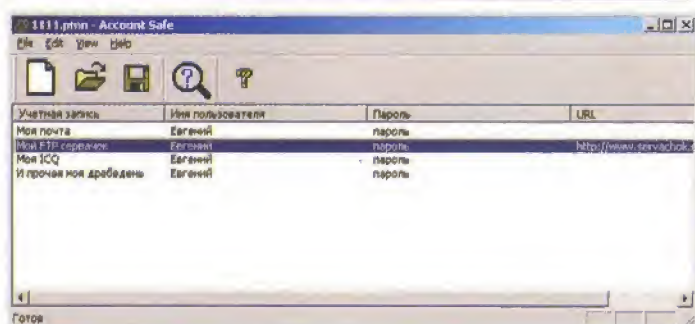 1111.pmn - Account Safe
File Edit View Help
Учетная запись Имя пользователя Пароль URL
Моя почта Евгений пароль
Мой FTP сервачок Евгений пароль http://www.servachok.
Моя ICQ Евгений пароль
И прочая моя дребедень Евгений пароль
Готов